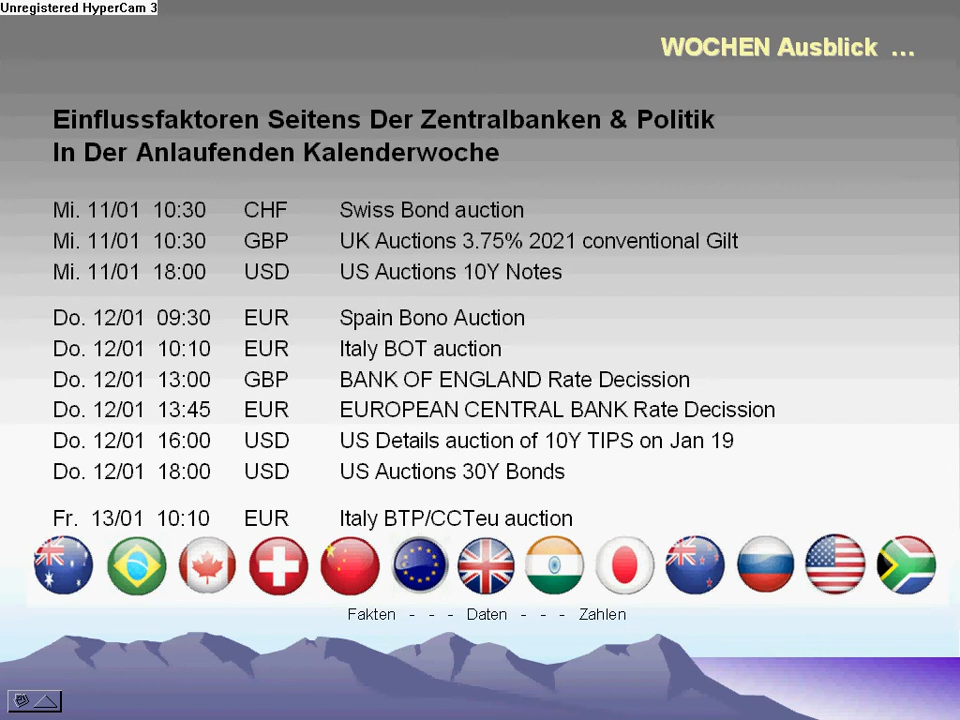 Unregistered HyperCam 3
WOCHEN Ausblick ...
Einflussfaktoren Seitens Der Zentralbanken & Politik
In Der Anlaufenden Kalenderwoche
Mi. 11/01 10:30 CHF Swiss Bond auction
Mi. 11/01 10:30 GBP UK Auctions 3.75% 2021 conventional Gilt
Mi. 11/01 18:00 USD US Auctions 10Y Notes
Do. 12/01 09:30 EUR Spain Bono Auction
Do. 12/01 10:10 EUR Italy BOT auction
Do. 12/01 13:00 GBP BANK OF ENGLAND Rate Decission
Do. 12/01 13:45 EUR EUROPEAN CENTRAL BANK Rate Decission
Do. 12/01 16:00 USD US Details auction of 10Y TIPS on Jan 19
Do. 12/01 18:00 USD US Auctions 30Y Bonds
Fr. 13/01 10:10 EUR Italy BTP/CCTeu auction
Fakten - - - Daten - - - Zahlen